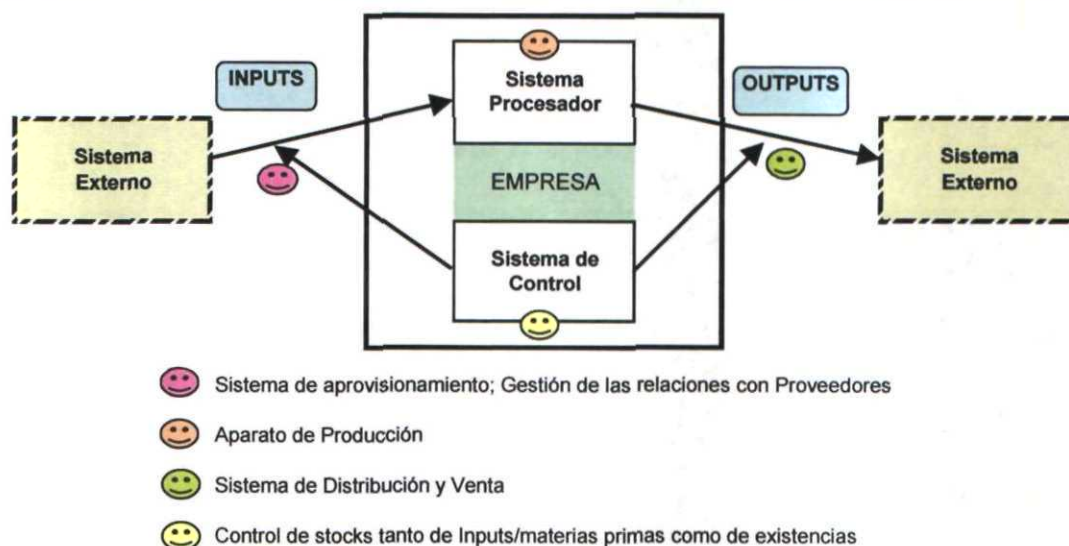 INPUTS
OUTPUTS
Sistema
Externo
Sistema
Procesador
EMPRESA
Sistema de
Control
Sistema
Externo
Sistema de aprovisionamiento; Gestión de las relaciones con Proveedores
Aparato de Producción
Sistema de Distribución y Venta
Control de stocks tanto de Inputs/materias primas como de existencias